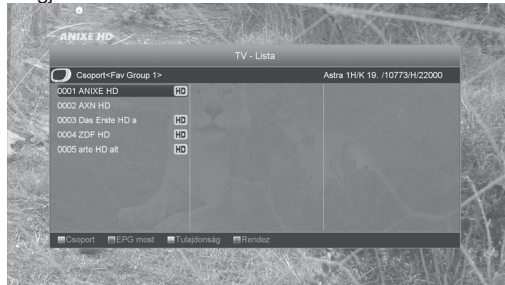 ANIXE HD
TV - Lista
Csoport<Fav Group 1> Astra 1H/K 19. /10773/H/22000
0001 ANIXE HD HD
0002 AXN HD
0003 Das Erste HD a HD
0004 ZDF HD HD
0005 arte HD alt HD
Csoport EPG most Tulajdonság Rendez